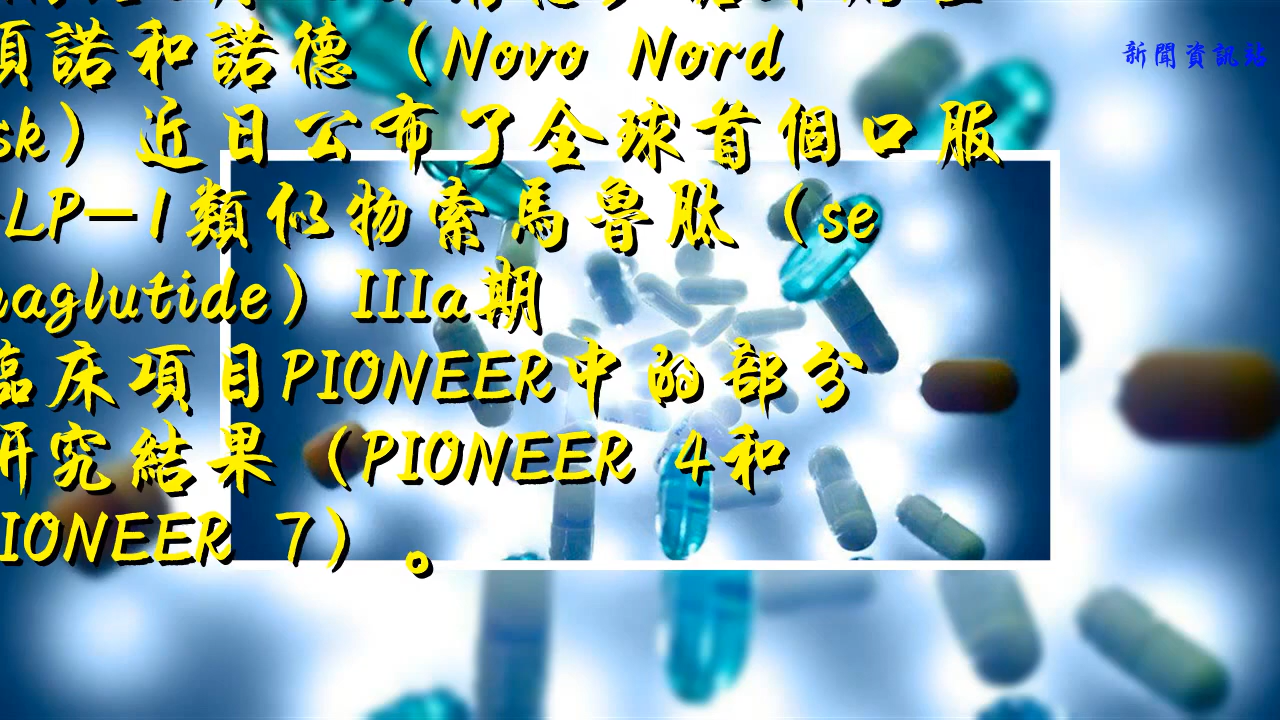 新聞資訊站
頭諾和諾德（Novo Nord
sk）近日公布了全球首個口服
LP-1類似物索馬魯肽（se
aglutide）IIIa期
臨床項目PIONEER中的部分
研究結果（PIONEER 4和
IONEER 7）。